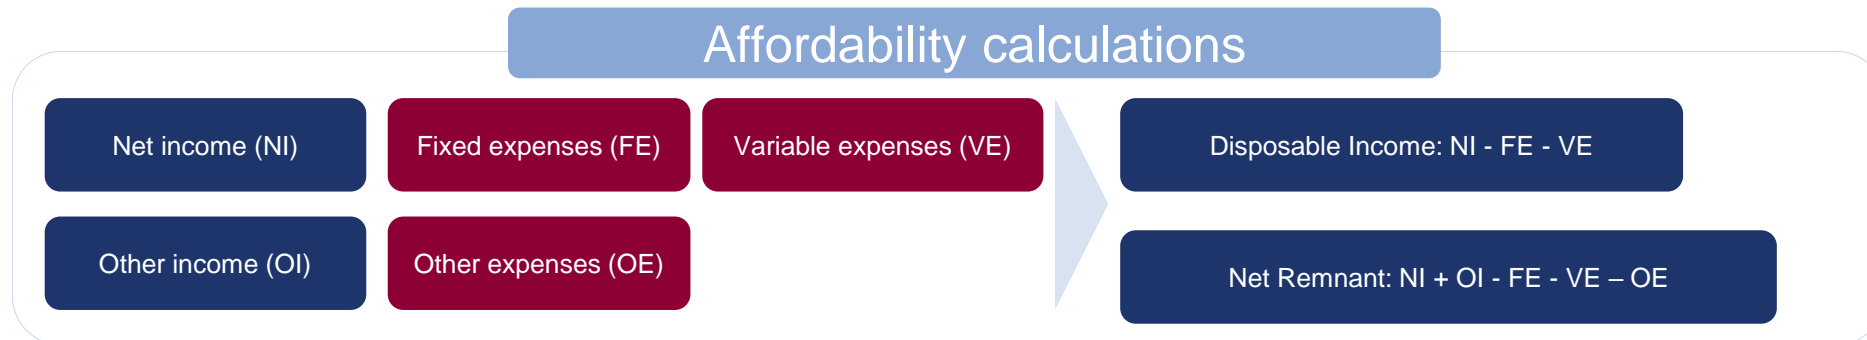 Affordability calculations
Net income (NI)
Fixed expenses (FE)
Variable expenses (VE)
Disposable Income: NI - FE - VE
Other income (OI)
Other expenses (OE)
Net Remnant: NI + OI - FE - VE – OE